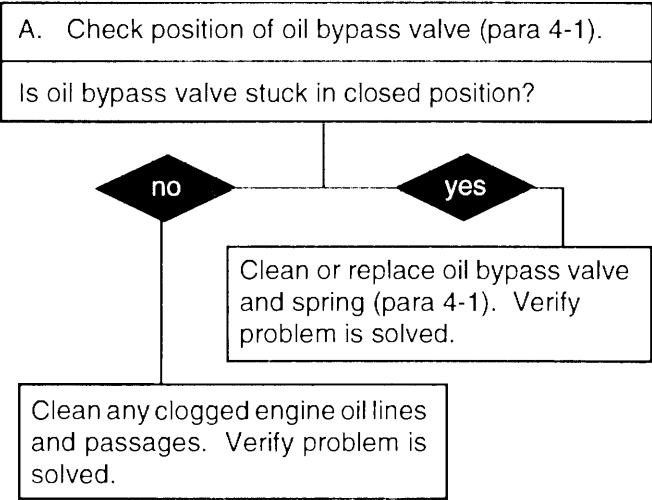 A. Check position of oil bypass valve (para 4-1).
Is oil bypass valve stuck in closed position?
no
yes
Clean or replace oil bypass valve
and spring (para 4-1). Verify
problem is solved.
Clean any clogged engine oil lines
and passages. Verify problem is
solved.